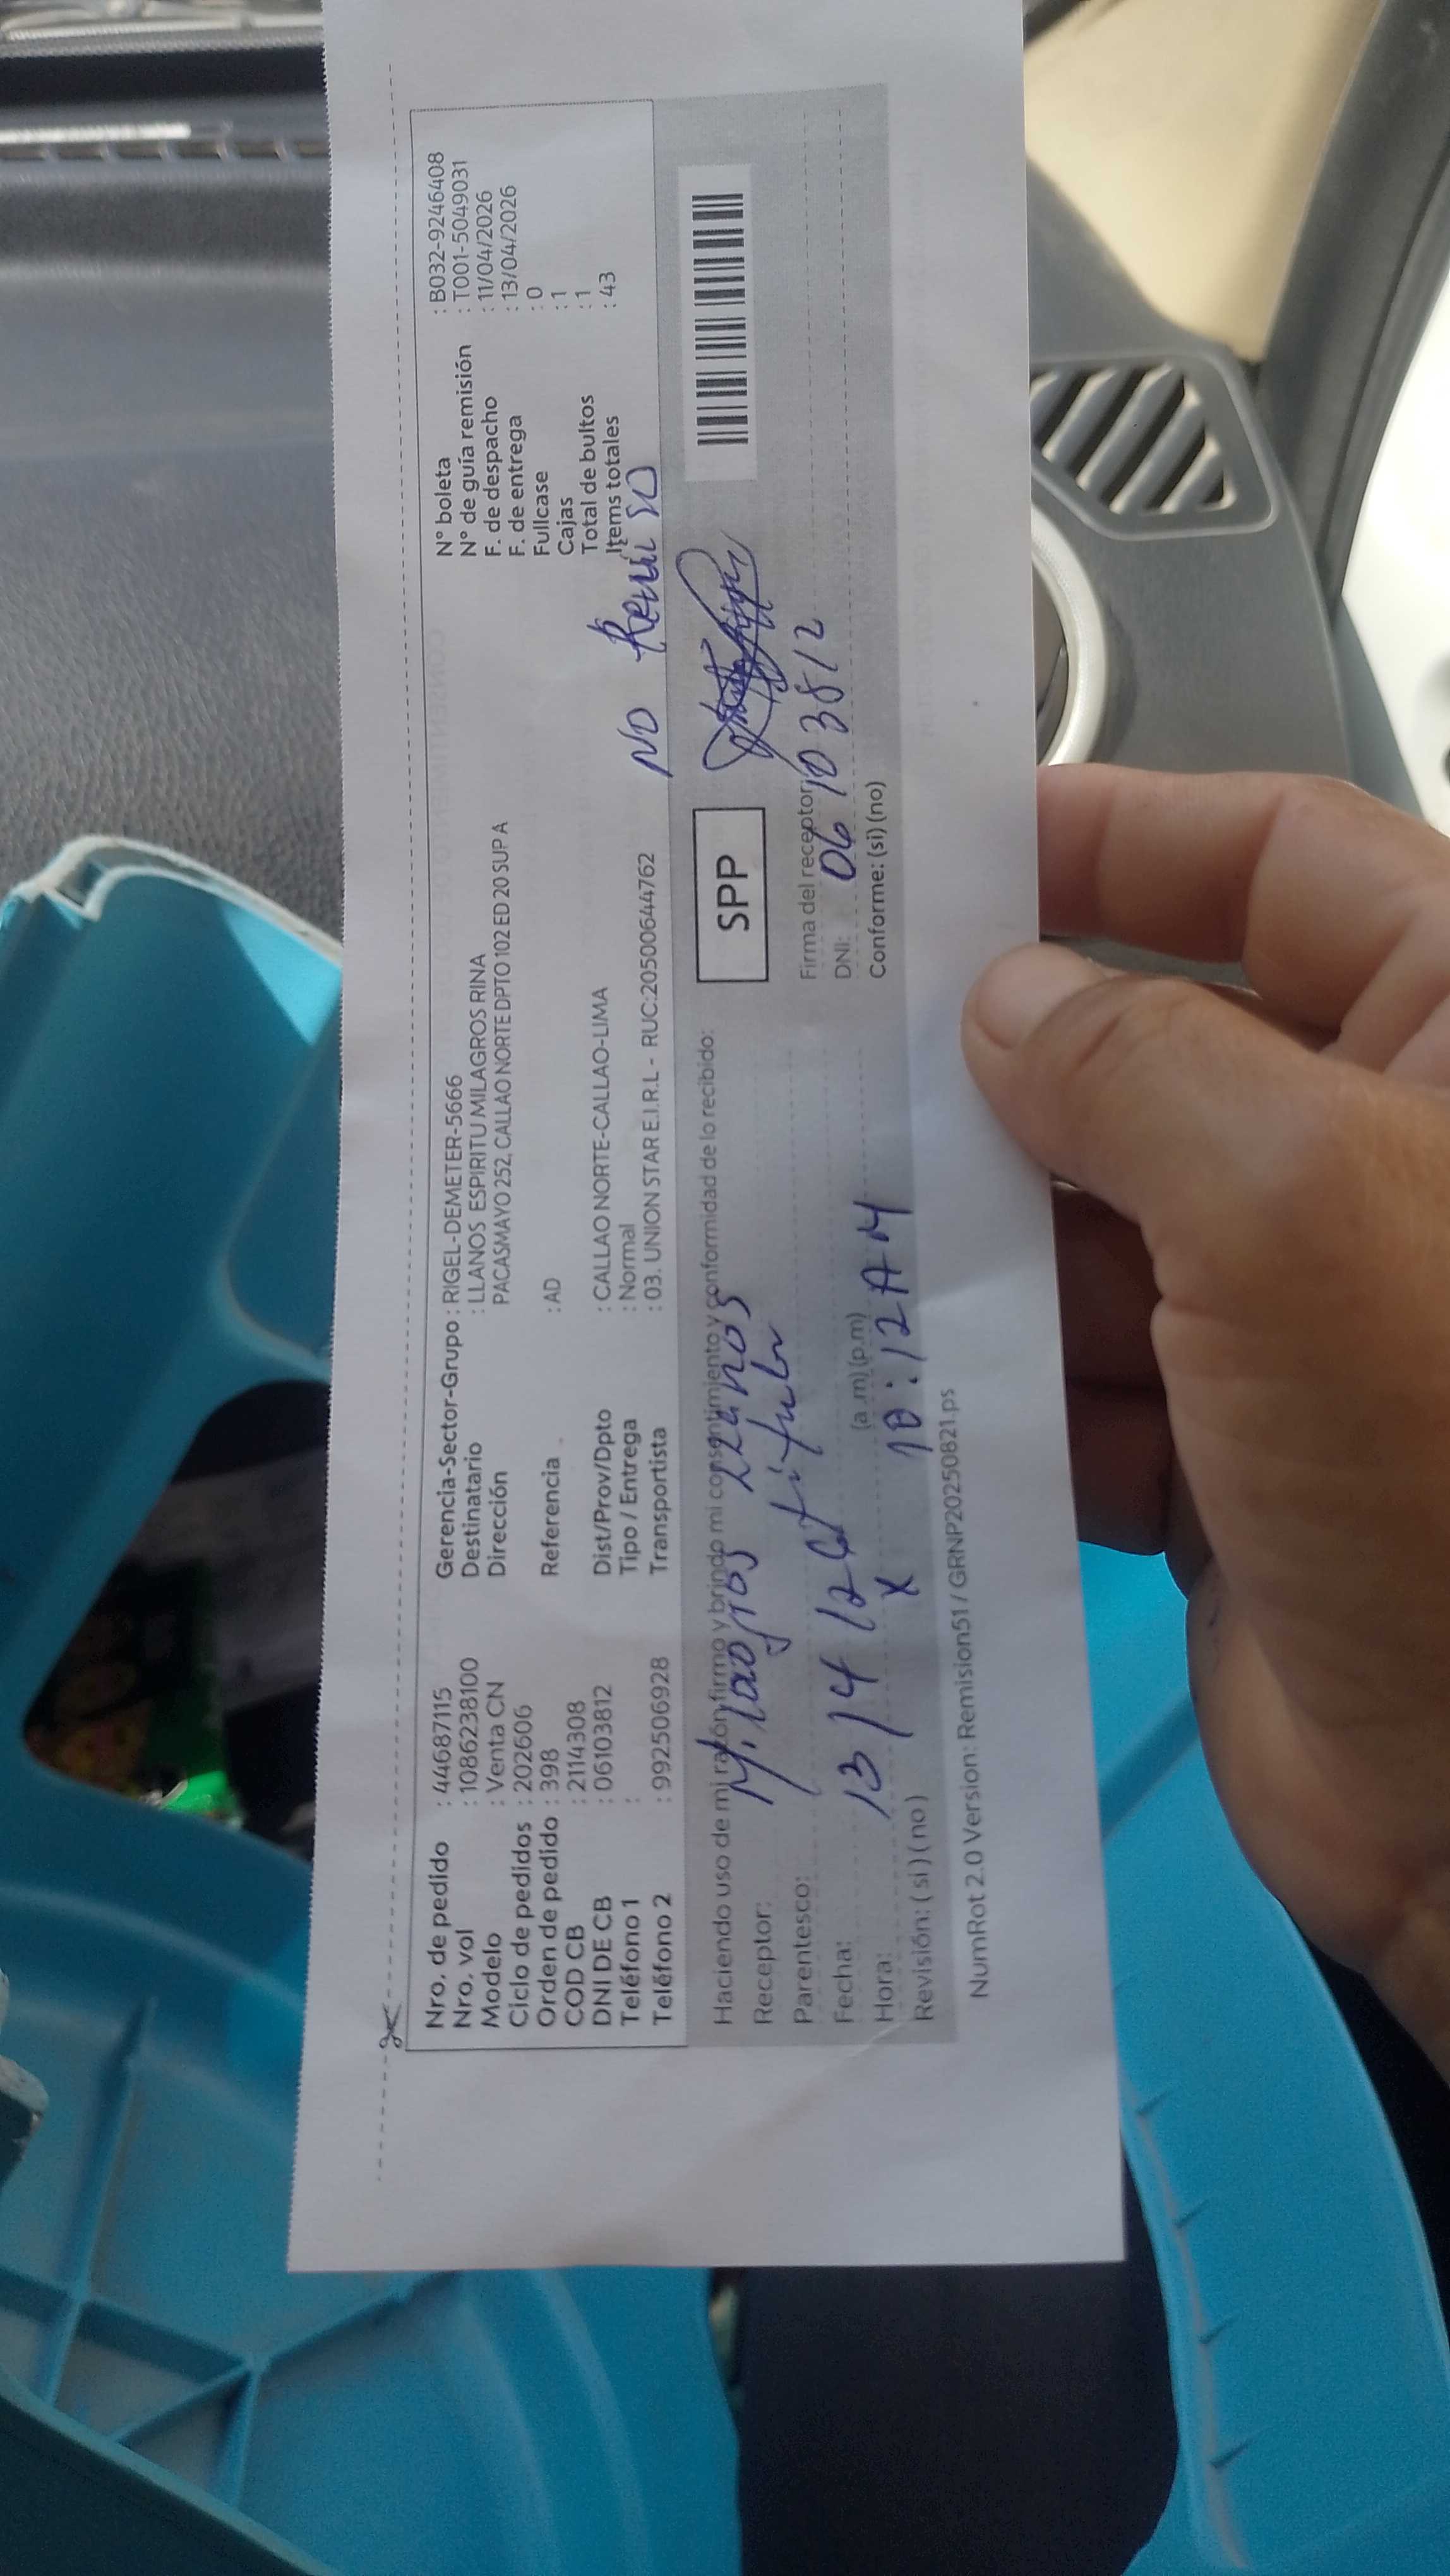 Nro. de pedido : 44687115
Nro. vol : 1086238100
Modelo : Venta CN
Ciclo de pedidos : 202606
Orden de pedido : 398
COD CB : 2114308
DNI DE CB : 06103812
Teléfono 1 :
Teléfono 2 : 992506928
Gerencia-Sector-Grupo : RIGEL-DEMETER-5666
Destinatario : LLANOS ESPIRITU MILAGROS RINA
Dirección PACASMAYO 252, CALLAO NORTE DPTO 102 ED 20 SUP A
Referencia : AD
Dist/Prov/Dpto : CALLAO NORTE-CALLAO-LIMA
Tipo / Entrega : Normal
Transportista : 03. UNION STAR E.I.R.L - RUC:20500644762
N° boleta : B032-9246408
N° de guía remisión : T001-5049031
F. de despacho : 11/04/2026
F. de entrega : 13/04/2026
Fullcase : 0
Cajas : 1
Total de bultos : 1
Items totales : 43
NO Revisó
Haciendo uso de mi razón firmo y brindo mi consentimiento y conformidad de lo recibido:
Receptor: Milagros LLANOS
Parentesco: titular
Fecha: 13/4/26
Hora: (a.m) (p.m) 10:12 AM
Revisión: (si) (no) X
SPP
Firma del receptor:
DNI: 06103812
Conforme: (si) (no)
NumRot 2.0 Version: Remision51 / GRNP20250821.ps